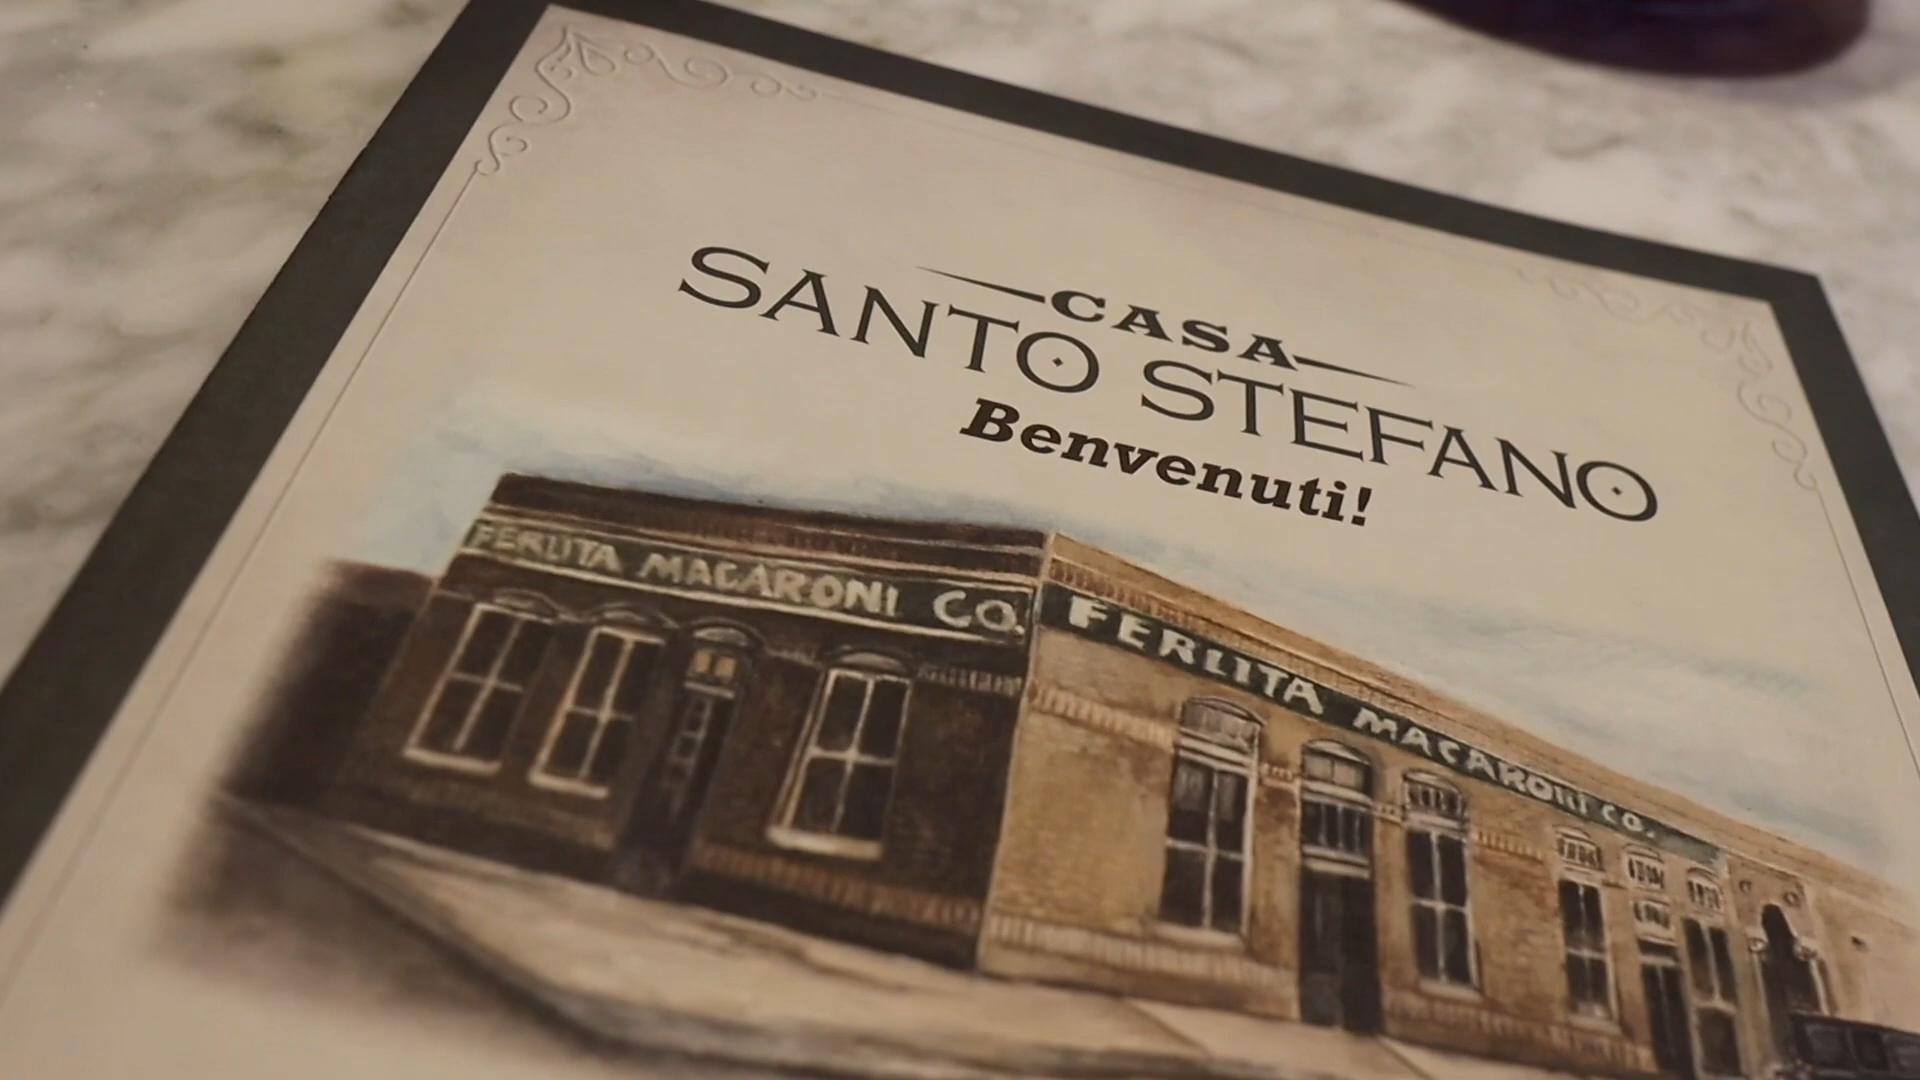 CASA
SANTO STEFANO
Benvenuti!
FERLITA MACARONI CO.
FERLITA MACARONI CO.